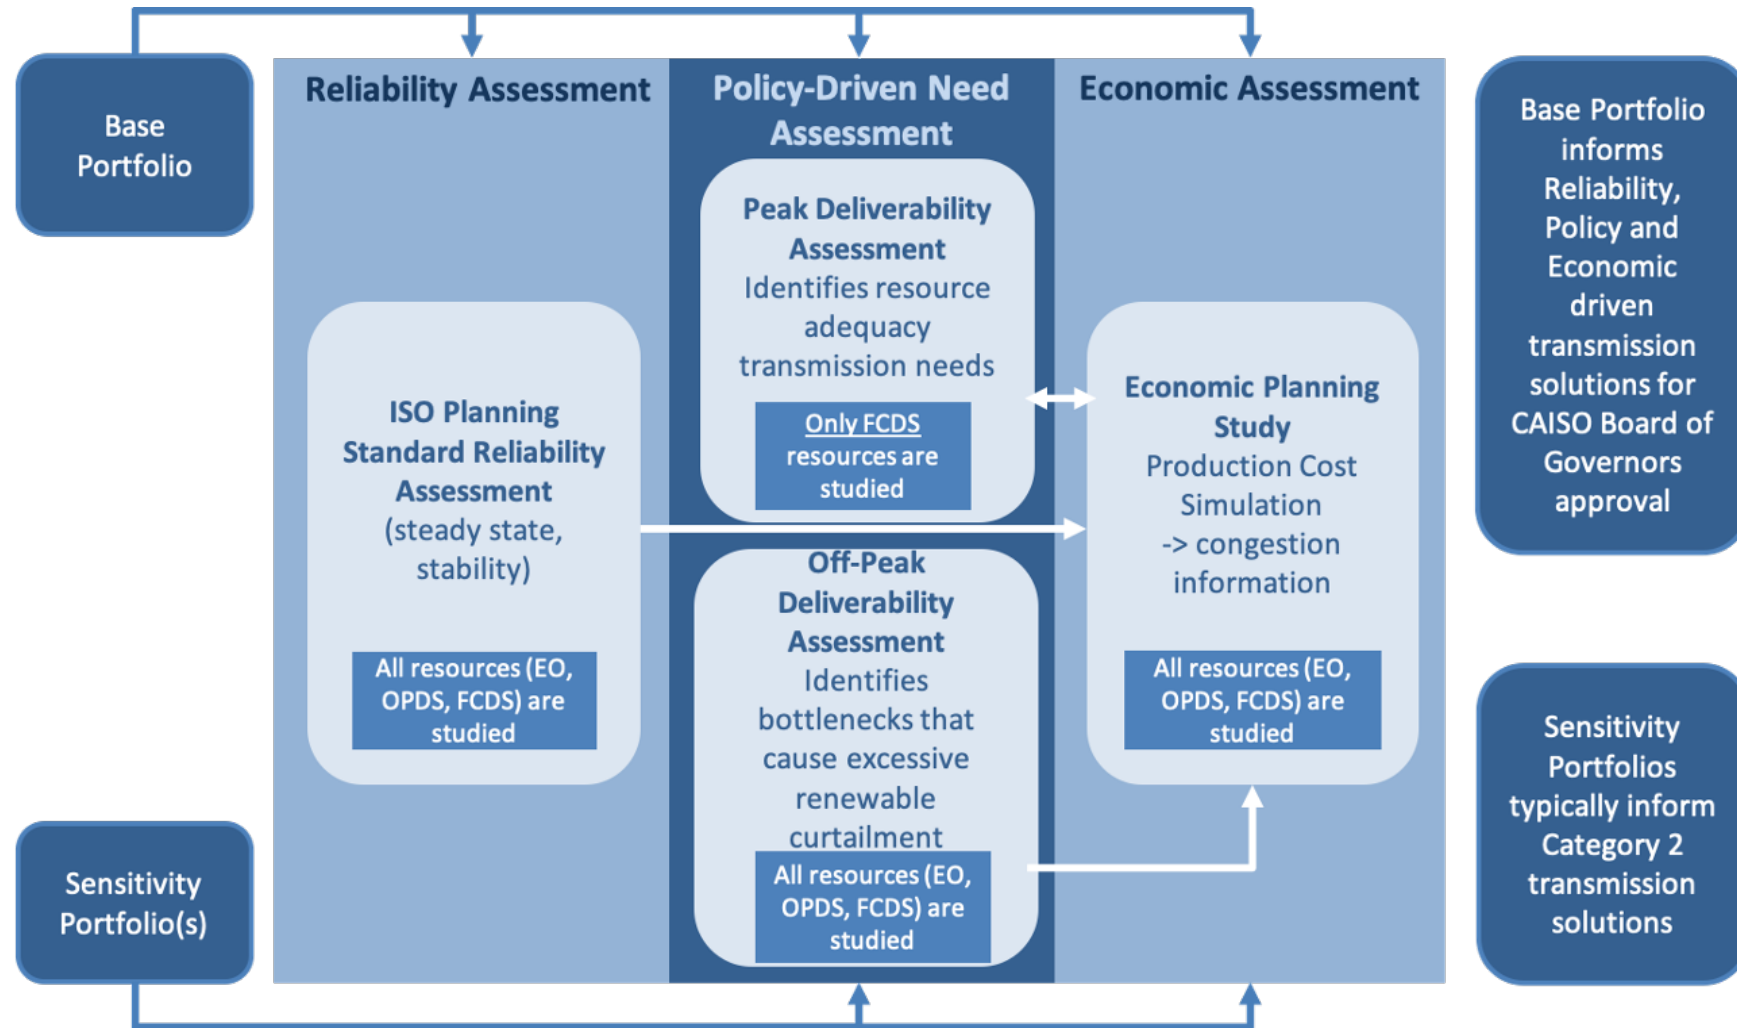 Base
Portfolio
Sensitivity
Portfolio(s)
Reliability Assessment
ISO Planning
Standard Reliability
Assessment
(steady state,
stability)
All resources (EO,
OPDS, FCDS) are
studied
Policy-Driven Need
Assessment
Peak Deliverability
Assessment
Identifies resource
adequacy
transmission needs
Only FCDS
resources are
studied
Off-Peak
Deliverability
Assessment
Identifies
bottlenecks that
cause excessive
renewable
curtailment
All resources (EO,
OPDS, FCDS) are
studied
Economic Assessment
Economic Planning
Study
Production Cost
Simulation
-> congestion
information
All resources (EO,
OPDS, FCDS) are
studied
Base Portfolio
informs
Reliability,
Policy and
Economic
driven
transmission
solutions for
CAISO Board of
Governors
approval
Sensitivity
Portfolios
typically inform
Category 2
transmission
solutions